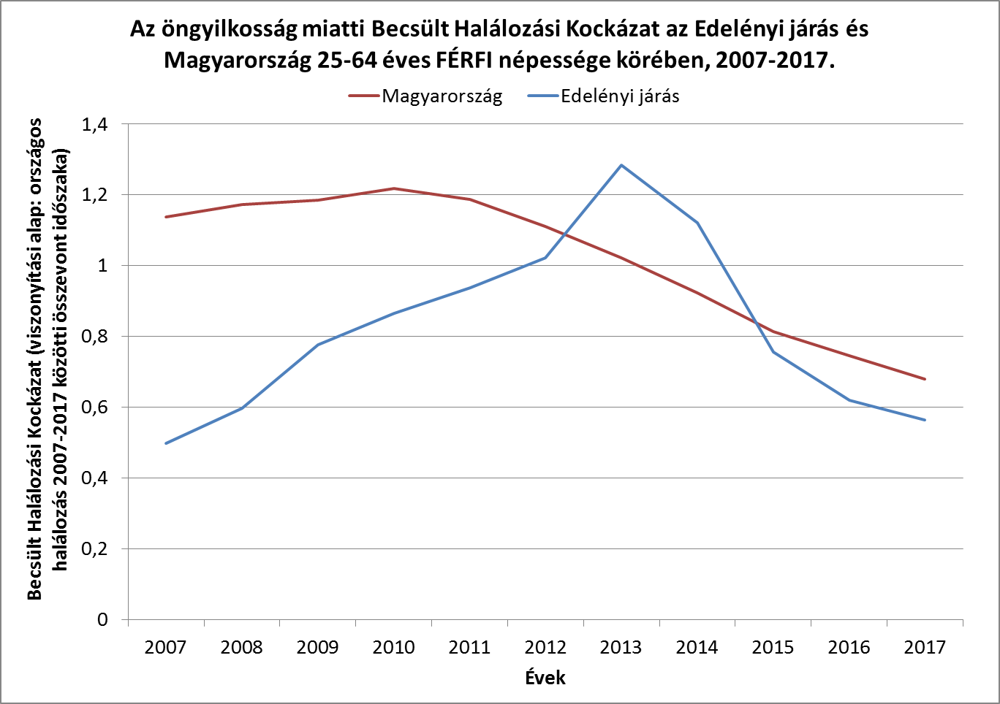 Az öngyilkosság miatti Becsült Halálozási Kockázat az Edelényi járás és
Magyarország 25-64 éves FÉRFI népessége körében, 2007-2017.
Magyarország
Edelényi járás
Becsült Halálozási Kockázat (viszonyítási alap: országos
halálozás 2007-2017 közötti összevont időszaka)
1,4
1,2
1
0,8
0,6
0,4
0,2
0
2007 2008 2009 2010 2011 2012 2013 2014 2015 2016 2017
Évek